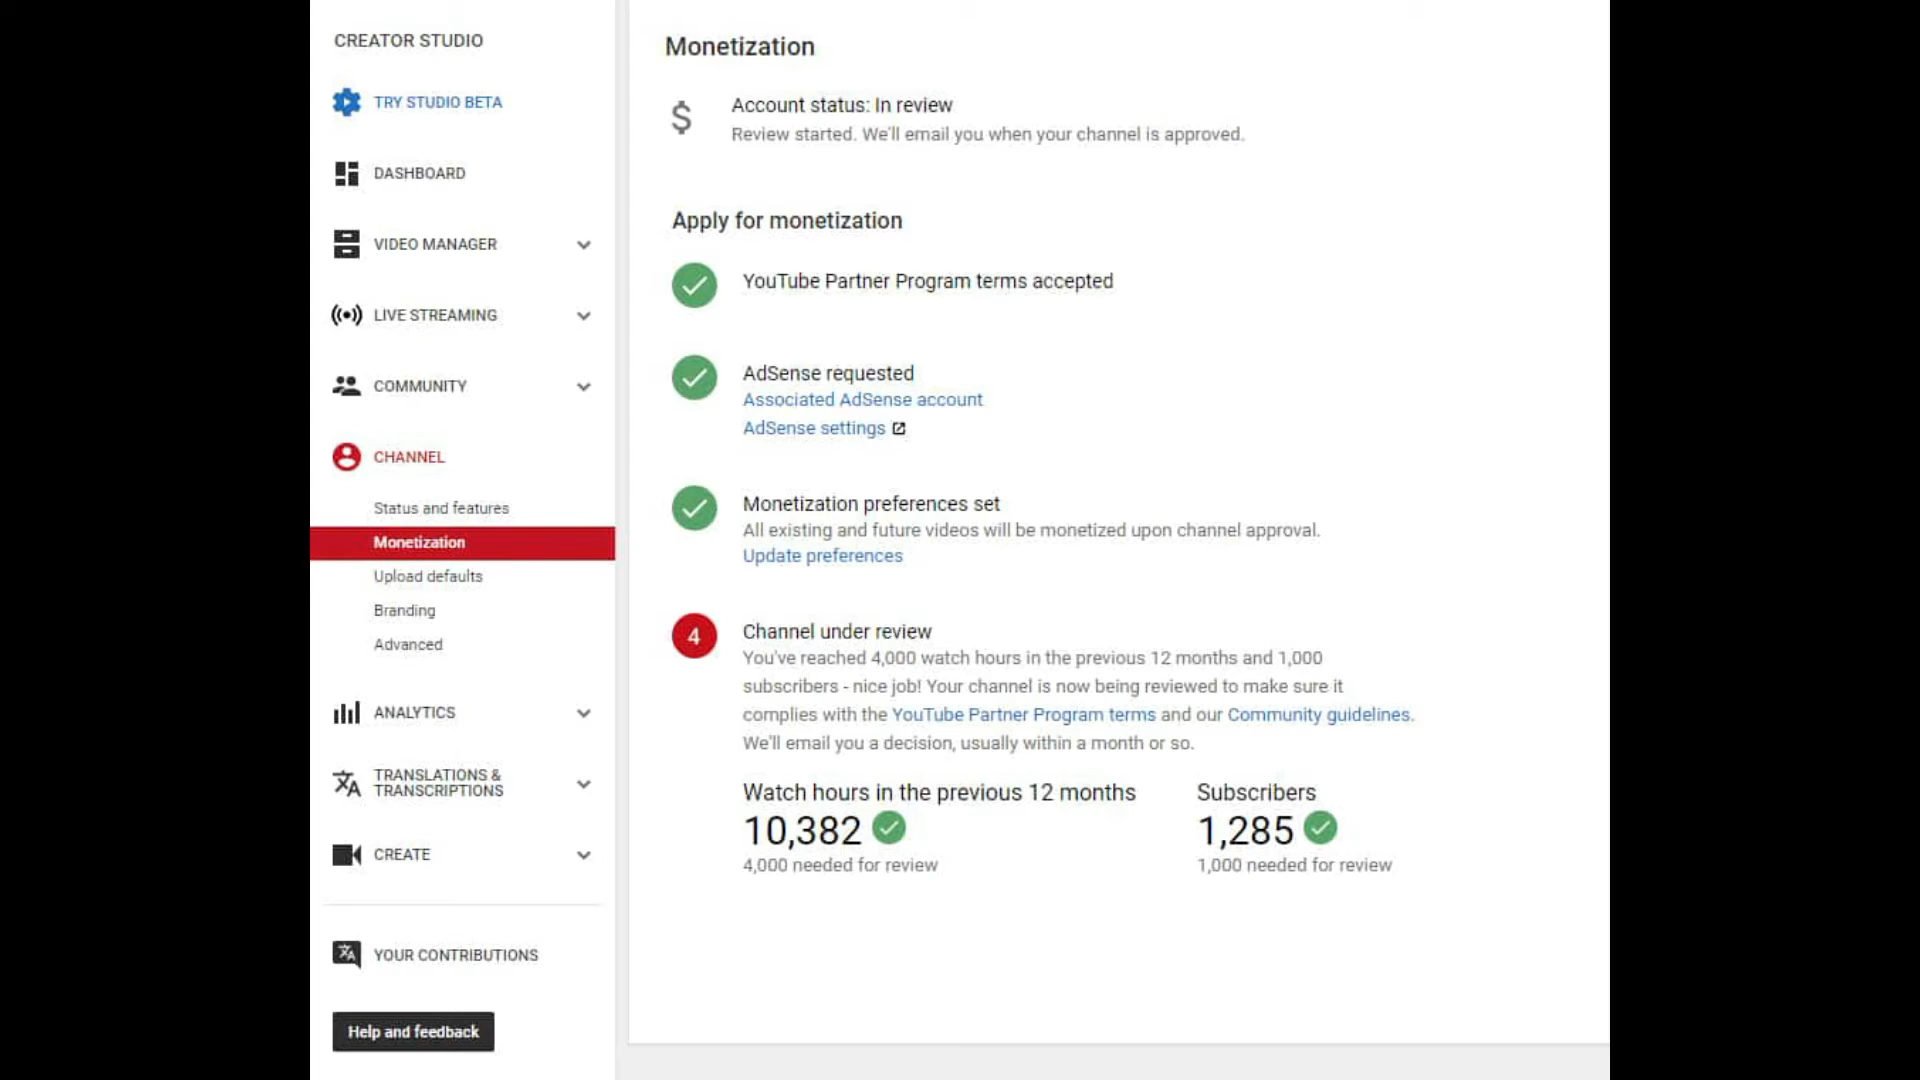 CREATOR STUDIO
TRY STUDIO BETA
DASHBOARD
VIDEO MANAGER
LIVE STREAMING
COMMUNITY
CHANNEL
Status and features
Monetization
Upload defaults
Branding
Advanced
ANALYTICS
TRANSLATIONS &
TRANSCRIPTIONS
CREATE
YOUR CONTRIBUTIONS
Help and feedback
Monetization
Account status: In review
Review started. We'll email you when your channel is approved.
Apply for monetization
YouTube Partner Program terms accepted
AdSense requested
Associated AdSense account
AdSense settings
Monetization preferences set
All existing and future videos will be monetized upon channel approval.
Update preferences
4 Channel under review
You've reached 4,000 watch hours in the previous 12 months and 1,000
subscribers - nice job! Your channel is now being reviewed to make sure it
complies with the YouTube Partner Program terms and our Community guidelines.
We'll email you a decision, usually within a month or so.
Watch hours in the previous 12 months
10,382
4,000 needed for review
Subscribers
1,285
1,000 needed for review